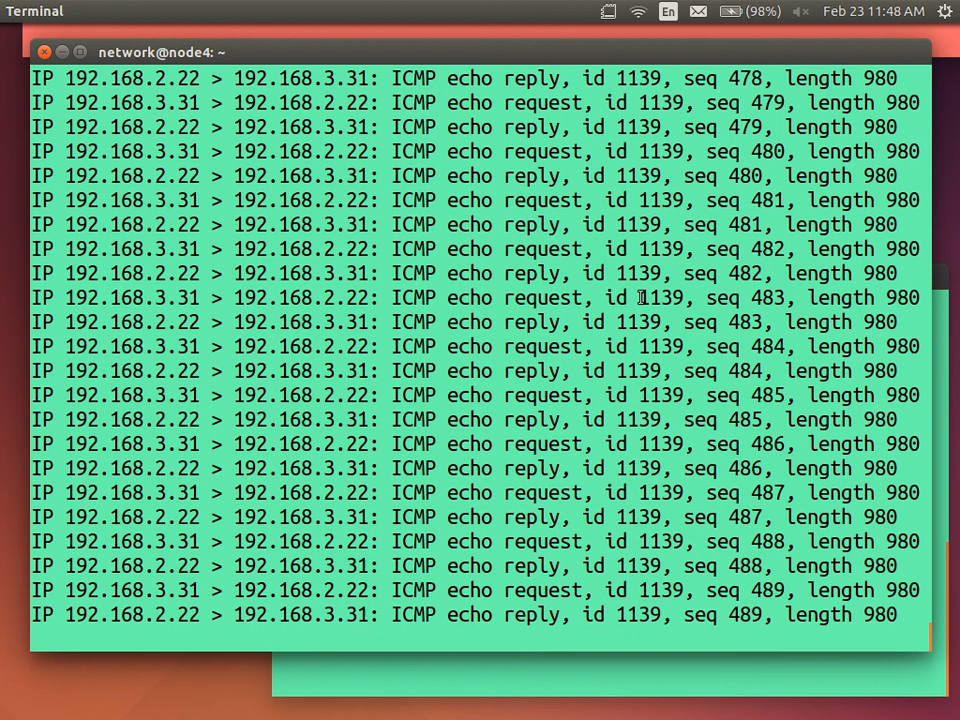 Terminal
En
(98%)
Feb 23 11:48 AM
network@node4: ~
IP 192.168.2.22 > 192.168.3.31: ICMP echo reply, id 1139, seq 478, length 980
IP 192.168.3.31 > 192.168.2.22: ICMP echo request, id 1139, seq 479, length 980
IP 192.168.2.22 > 192.168.3.31: ICMP echo reply, id 1139, seq 479, length 980
IP 192.168.3.31 > 192.168.2.22: ICMP echo request, id 1139, seq 480, length 980
IP 192.168.2.22 > 192.168.3.31: ICMP echo reply, id 1139, seq 480, length 980
IP 192.168.3.31 > 192.168.2.22: ICMP echo request, id 1139, seq 481, length 980
IP 192.168.2.22 > 192.168.3.31: ICMP echo reply, id 1139, seq 481, length 980
IP 192.168.3.31 > 192.168.2.22: ICMP echo request, id 1139, seq 482, length 980
IP 192.168.2.22 > 192.168.3.31: ICMP echo reply, id 1139, seq 482, length 980
IP 192.168.3.31 > 192.168.2.22: ICMP echo request, id 1139, seq 483, length 980
IP 192.168.2.22 > 192.168.3.31: ICMP echo reply, id 1139, seq 483, length 980
IP 192.168.3.31 > 192.168.2.22: ICMP echo request, id 1139, seq 484, length 980
IP 192.168.2.22 > 192.168.3.31: ICMP echo reply, id 1139, seq 484, length 980
IP 192.168.3.31 > 192.168.2.22: ICMP echo request, id 1139, seq 485, length 980
IP 192.168.2.22 > 192.168.3.31: ICMP echo reply, id 1139, seq 485, length 980
IP 192.168.3.31 > 192.168.2.22: ICMP echo request, id 1139, seq 486, length 980
IP 192.168.2.22 > 192.168.3.31: ICMP echo reply, id 1139, seq 486, length 980
IP 192.168.3.31 > 192.168.2.22: ICMP echo request, id 1139, seq 487, length 980
IP 192.168.2.22 > 192.168.3.31: ICMP echo reply, id 1139, seq 487, length 980
IP 192.168.3.31 > 192.168.2.22: ICMP echo request, id 1139, seq 488, length 980
IP 192.168.2.22 > 192.168.3.31: ICMP echo reply, id 1139, seq 488, length 980
IP 192.168.3.31 > 192.168.2.22: ICMP echo request, id 1139, seq 489, length 980
IP 192.168.2.22 > 192.168.3.31: ICMP echo reply, id 1139, seq 489, length 980